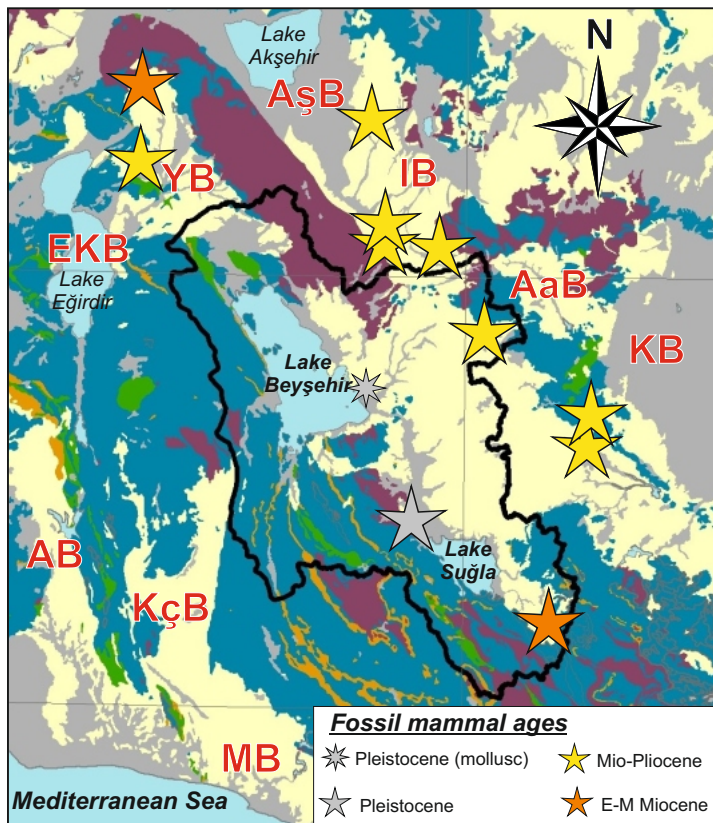 Lake
Akşehir
N
AşB
IB
YB
EKB
Lake
Eğirdir
AaB
KB
Lake
Beyşehir
AB
KçB
Lake
Suğla
MB
Mediterranean Sea
Fossil mammal ages
Pleistocene (mollusc)
Mio-Pliocene
Pleistocene
E-M Miocene